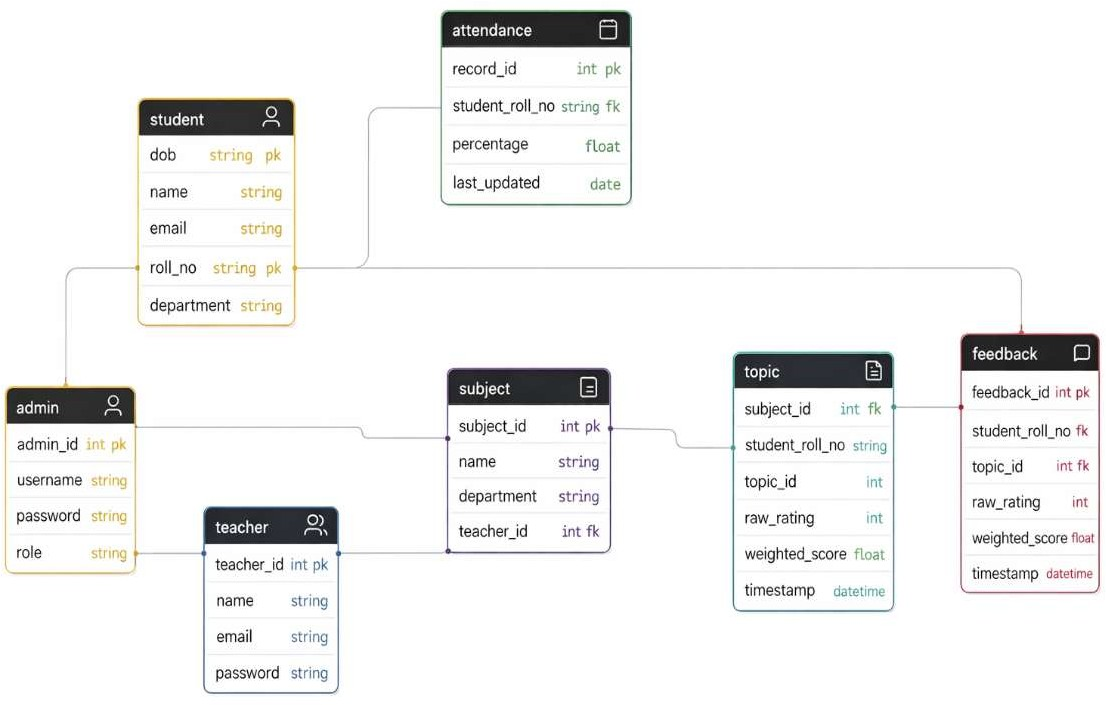 attendance
record_id int pk
student_roll_no string fk
percentage float
last_updated date
student
dob string pk
name string
email string
roll_no string pk
department string
admin
admin_id int pk
username string
password string
role string
teacher
teacher_id int pk
name string
email string
password string
subject
subject_id int pk
name string
department string
teacher_id int fk
topic
subject_id int fk
student_roll_no string
topic_id int
raw_rating int
weighted_score float
timestamp datetime
feedback
feedback_id int pk
student_roll_no fk
topic_id int fk
raw_rating int
weighted_score float
timestamp datetime